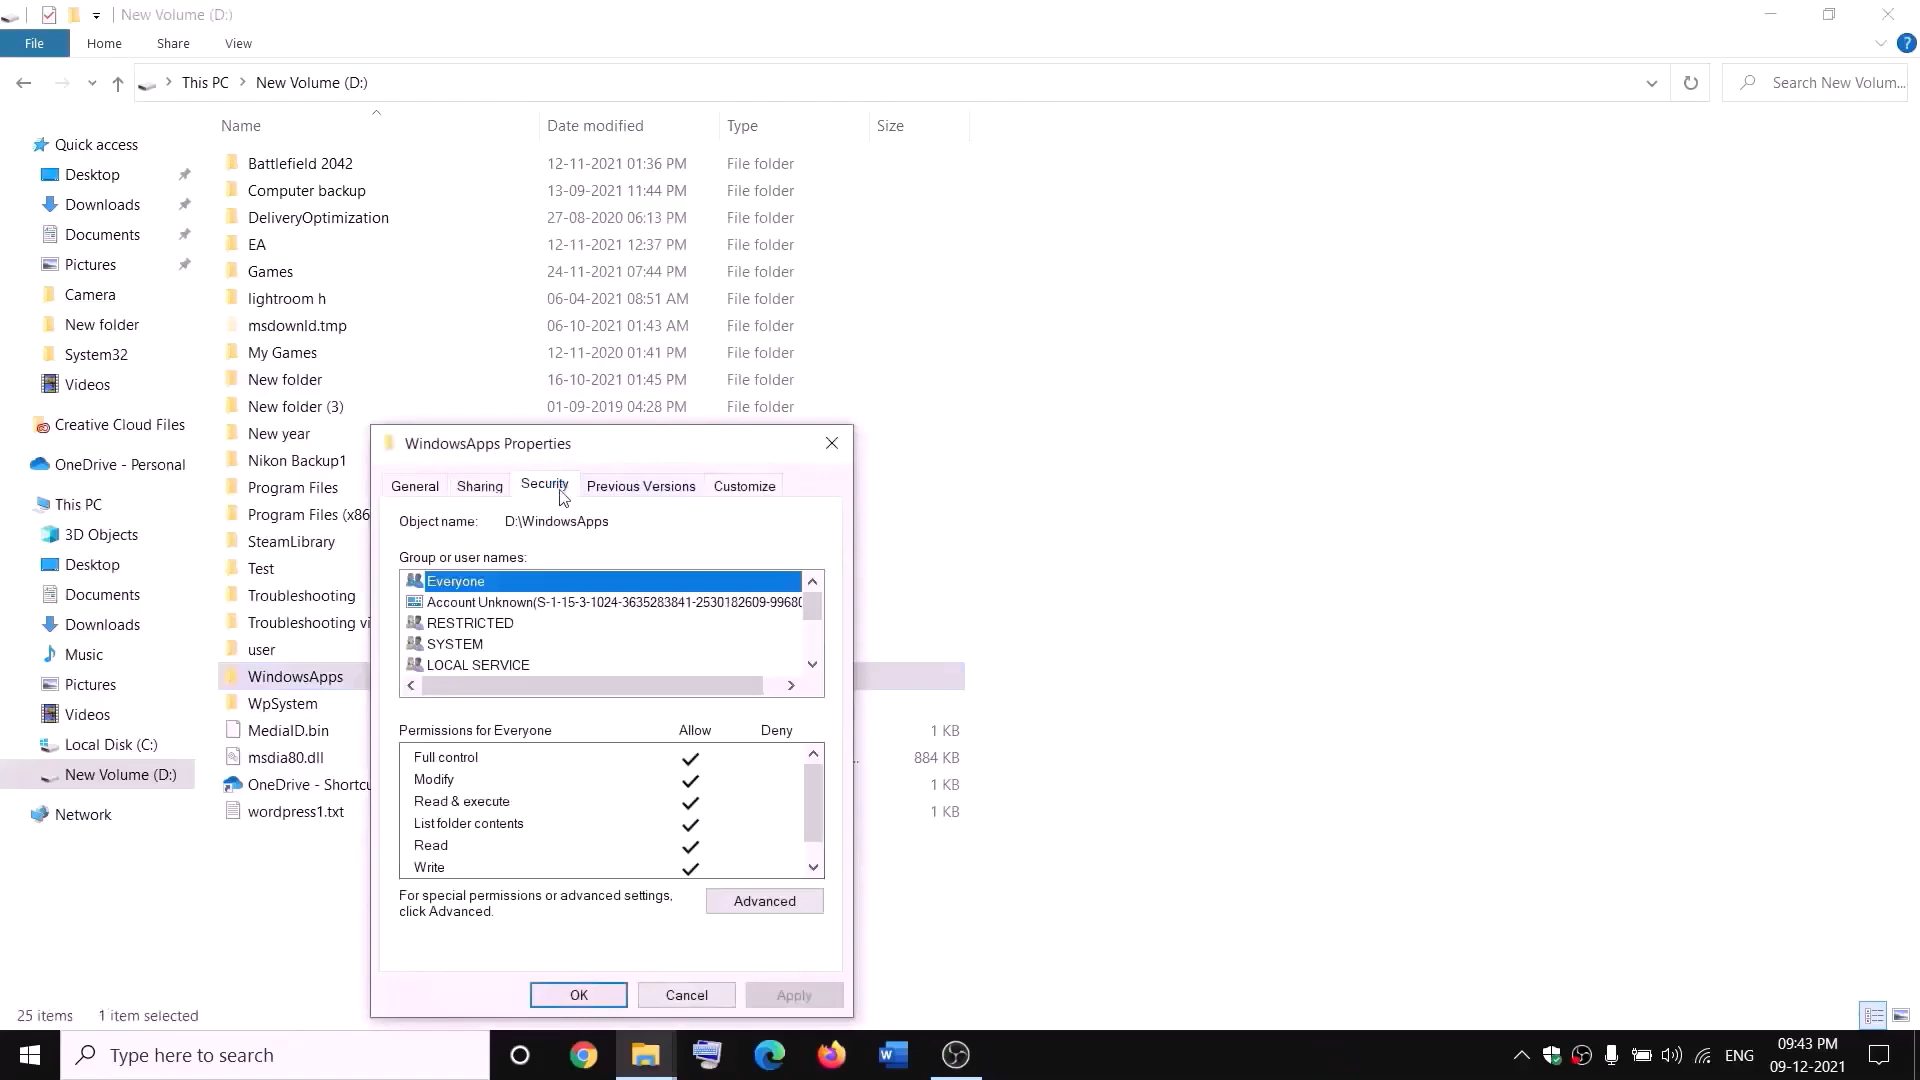 New Volume (D:)
File Home Share View
This PC > New Volume (D:)
Search New Volum...
Name Date modified Type Size
Quick access
Desktop
Downloads
Documents
Pictures
Camera
New folder
System32
Videos
Creative Cloud Files
OneDrive - Personal
This PC
3D Objects
Desktop
Documents
Downloads
Music
Pictures
Videos
Local Disk (C:)
New Volume (D:)
Network
Battlefield 2042 12-11-2021 01:36 PM File folder
Computer backup 13-09-2021 11:44 PM File folder
DeliveryOptimization 27-08-2020 06:13 PM File folder
EA 12-11-2021 12:37 PM File folder
Games 24-11-2021 07:44 PM File folder
lightroom h 06-04-2021 08:51 AM File folder
msdownld.tmp 06-10-2021 01:43 AM File folder
My Games 12-11-2020 01:41 PM File folder
New folder 16-10-2021 01:45 PM File folder
New folder (3) 01-09-2019 04:28 PM File folder
New year
Nikon Backup1
Program Files
Program Files (x86
SteamLibrary
Test
Troubleshooting
Troubleshooting vi
user
WindowsApps
WpSystem
MediaID.bin 1 KB
msdia80.dll 884 KB
OneDrive - Shortcu 1 KB
wordpress1.txt 1 KB
WindowsApps Properties
General Sharing Security Previous Versions Customize
Object name: D:\WindowsApps
Group or user names:
Everyone
Account Unknown(S-1-15-3-1024-3635283841-2530182609-99680
RESTRICTED
SYSTEM
LOCAL SERVICE
Permissions for Everyone Allow Deny
Full control
Modify
Read & execute
List folder contents
Read
Write
For special permissions or advanced settings,
click Advanced.
Advanced
OK Cancel Apply
25 items 1 item selected
Type here to search
ENG
09:43 PM
09-12-2021